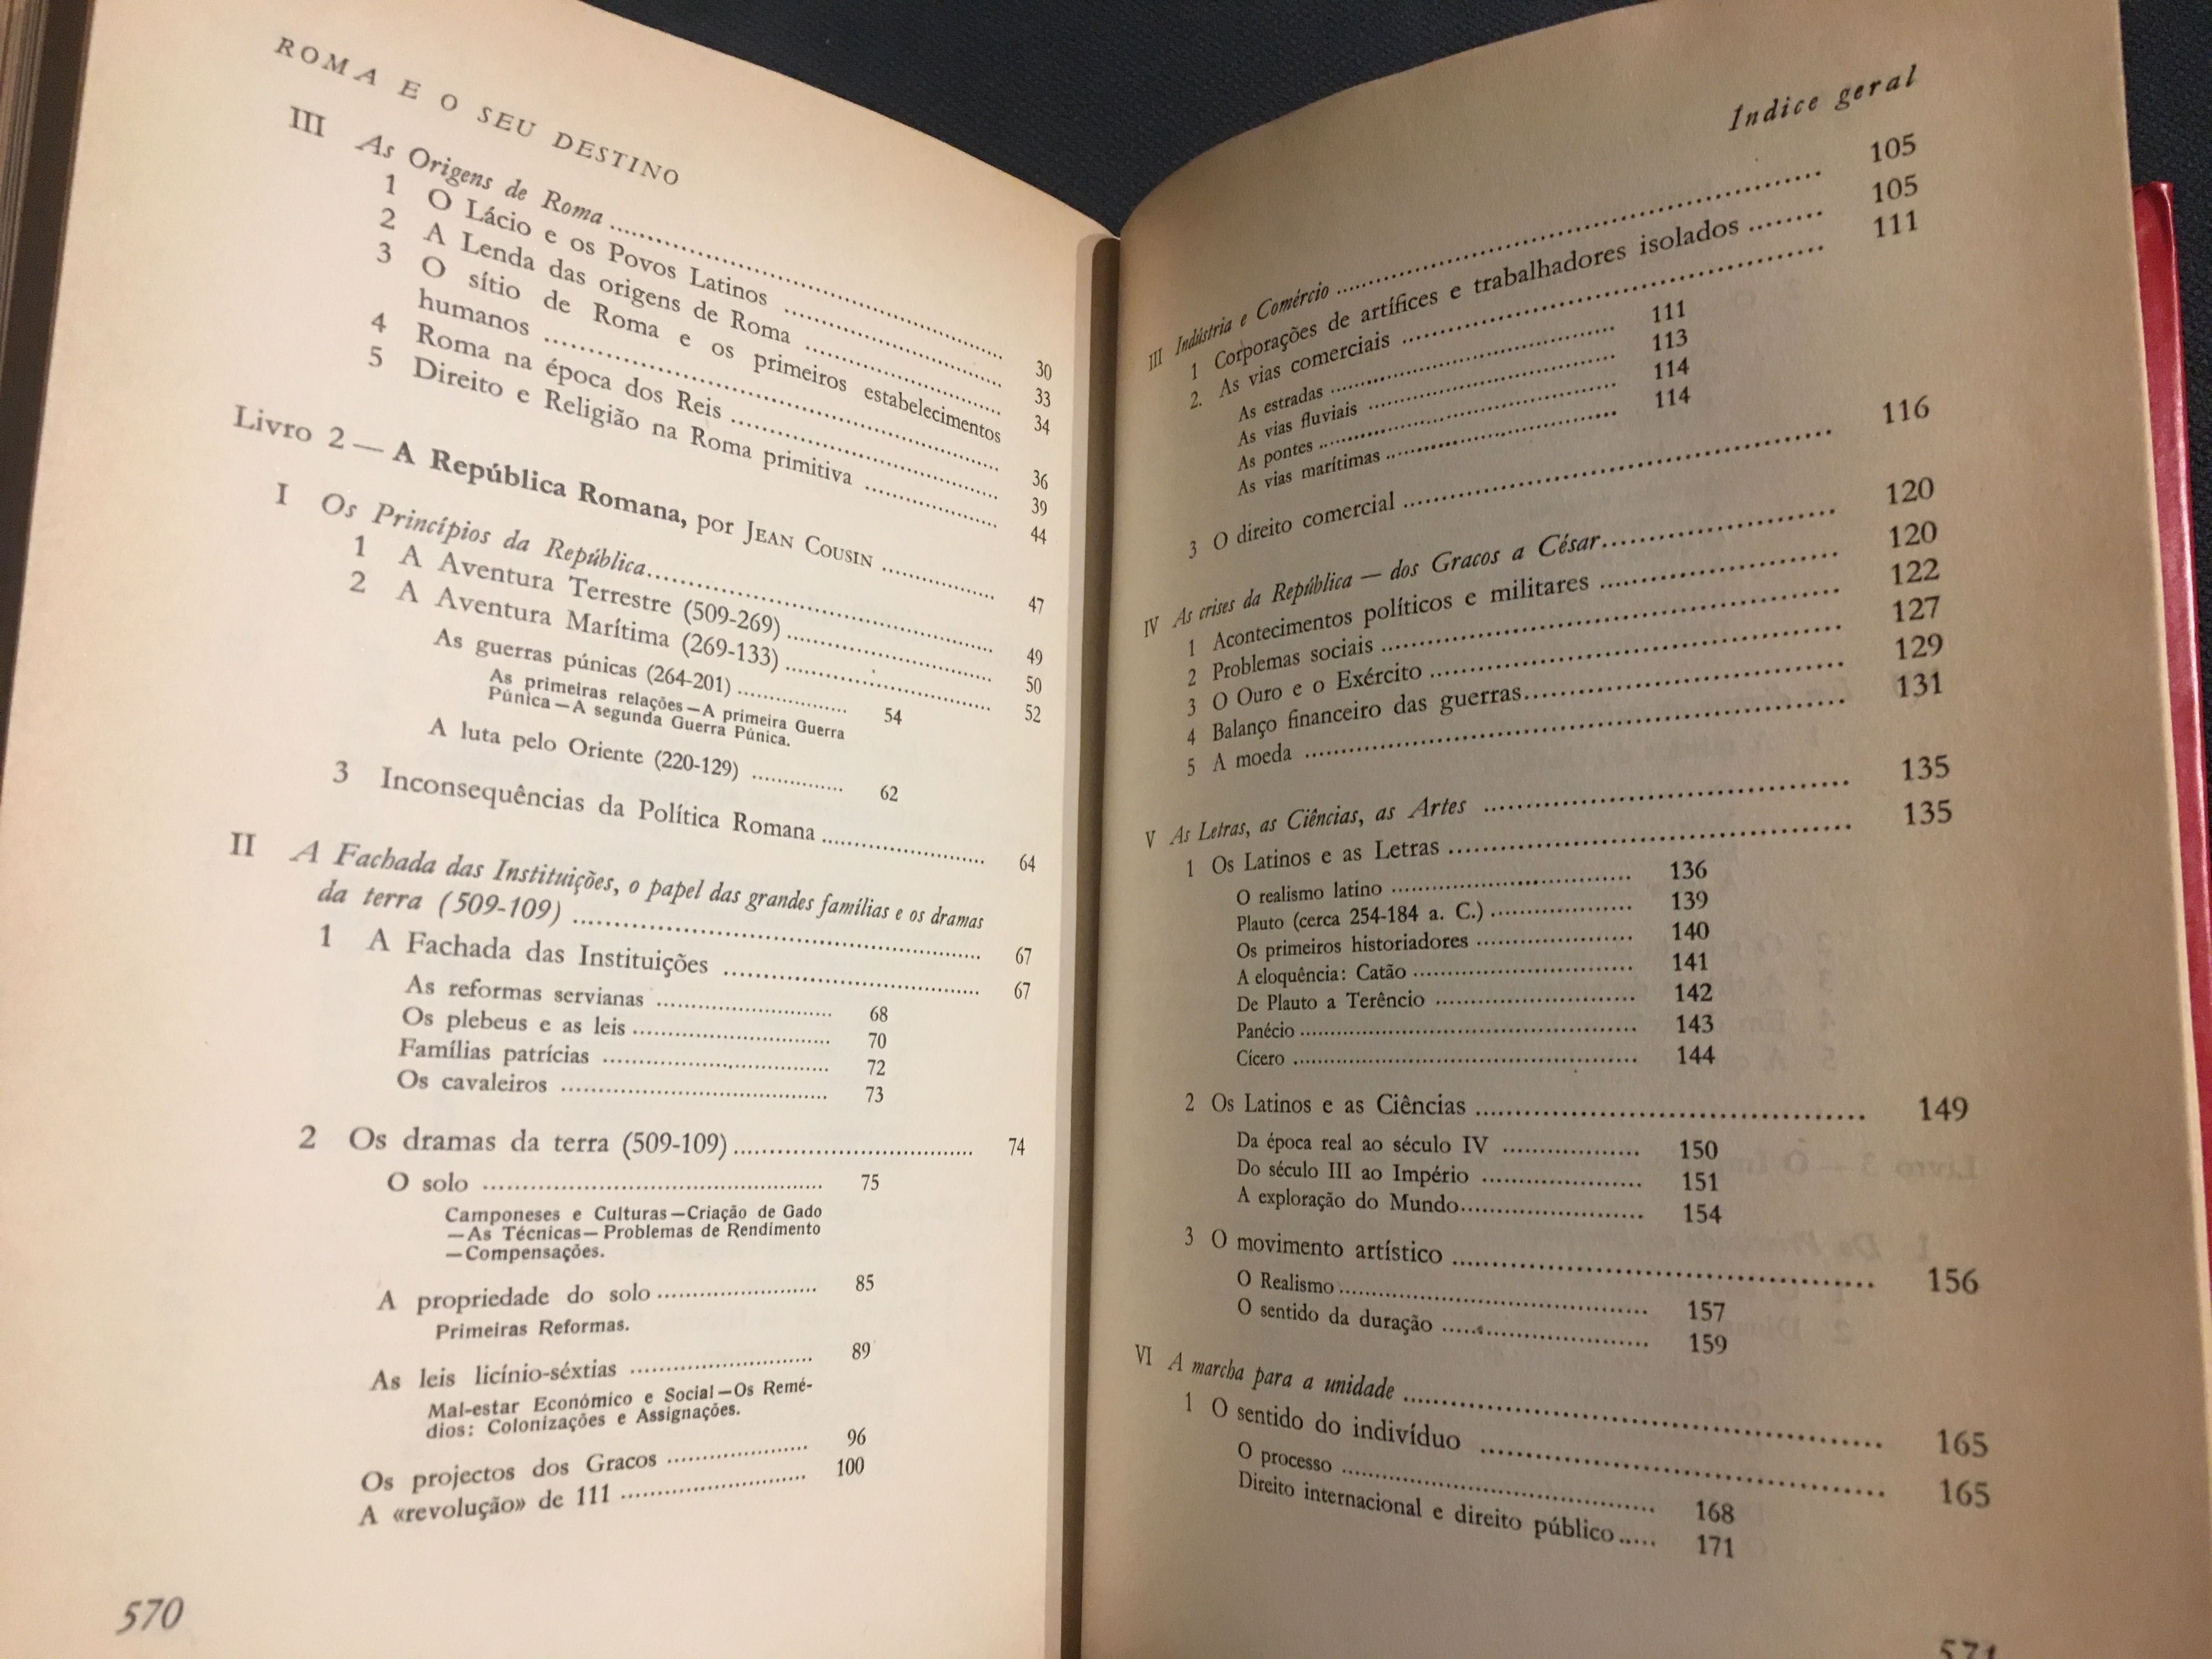 ROMA E O SEU DESTINO
III As Origens de Roma ........ 30
1 O Lácio e os Povos Latinos ........ 33
2 A Lenda das origens de Roma ........ 34
3 O sítio de Roma e os primeiros estabelecimentos
humanos ........ 36
4 Roma na época dos Reis ........ 39
5 Direito e Religião na Roma primitiva ........ 44
Livro 2 — A República Romana, por JEAN COUSIN ........ 47
I Os Princípios da República ........ 49
1 A Aventura Terrestre (509-269) ........ 50
2 A Aventura Marítima (269-133) ........ 52
As guerras púnicas (264-201) ........ 54
As primeiras relações—A primeira Guerra
Púnica—A segunda Guerra Púnica.
A luta pelo Oriente (220-129) ........ 62
3 Inconsequências da Política Romana ........ 64
II A Fachada das Instituições, o papel das grandes famílias e os dramas
da terra (509-109) ........ 67
1 A Fachada das Instituições ........ 67
As reformas servianas ........ 68
Os plebeus e as leis ........ 70
Famílias patrícias ........ 72
Os cavaleiros ........ 73
2 Os dramas da terra (509-109) ........ 74
O solo ........ 75
Camponeses e Culturas—Criação de Gado
—As Técnicas—Problemas de Rendimento
—Compensações.
A propriedade do solo ........ 85
Primeiras Reformas.
As leis licínio-séxtias ........ 89
Mal-estar Económico e Social—Os Remé-
dios: Colonizações e Assignações.
Os projectos dos Gracos ........ 96
A «revolução» de 111 ........ 100
570
Indice geral
III Indústria e Comércio ........ 105
1 Corporações de artífices e trabalhadores isolados ........ 105
2. As vias comerciais ........ 111
As estradas ........ 111
As vias fluviais ........ 113
As pontes ........ 114
As vias marítimas ........ 114
3 O direito comercial ........ 116
IV As crises da República — dos Gracos a César ........ 120
1 Acontecimentos políticos e militares ........ 120
2 Problemas sociais ........ 122
3 O Ouro e o Exército ........ 127
4 Balanço financeiro das guerras ........ 129
5 A moeda ........ 131
V As Letras, as Ciências, as Artes ........ 135
1 Os Latinos e as Letras ........ 135
O realismo latino ........ 136
Plauto (cerca 254-184 a. C.) ........ 139
Os primeiros historiadores ........ 140
A eloquência: Catão ........ 141
De Plauto a Terêncio ........ 142
Panécio ........ 143
Cícero ........ 144
2 Os Latinos e as Ciências ........ 149
Da época real ao século IV ........ 150
Do século III ao Império ........ 151
A exploração do Mundo ........ 154
3 O movimento artístico ........ 156
O Realismo ........ 157
O sentido da duração ........ 159
VI A marcha para a unidade ........ 165
1 O sentido do indivíduo ........ 165
O processo ........ 168
Direito internacional e direito público ..... 171
571